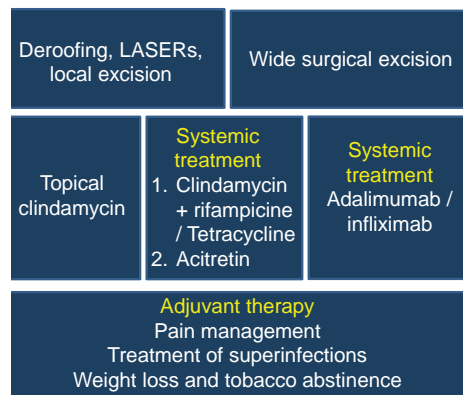 Deroofing, LASERs,
local excision
Wide surgical excision
Topical
clindamycin
Systemic
treatment
1. Clindamycin
+ rifampicine
/ Tetracycline
2. Acitretin
Systemic
treatment
Adalimumab /
infliximab
Adjuvant therapy
Pain management
Treatment of superinfections
Weight loss and tobacco abstinence